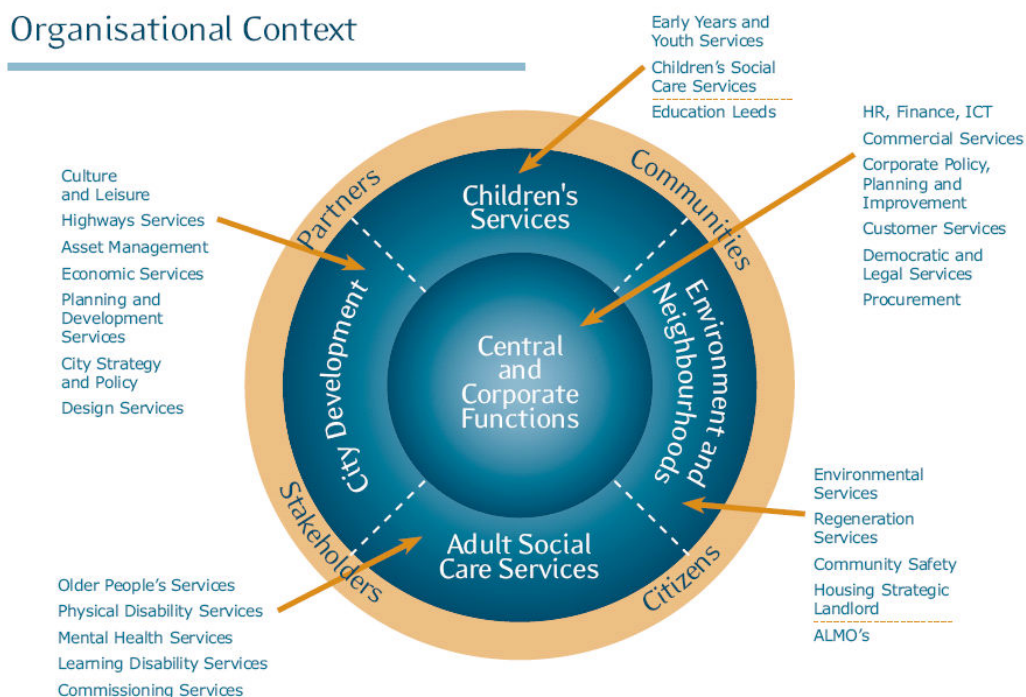 Organisational Context
Early Years and
Youth Services
Children's Social
Care Services
Education Leeds
HR, Finance, ICT
Commercial Services
Corporate Policy,
Planning and
Improvement
Customer Services
Democratic and
Legal Services
Procurement
Culture
and Leisure
Highways Services
Asset Management
Economic Services
Planning and
Development
Services
City Strategy
and Policy
Design Services
Partners
Communities
Stakeholders
Citizens
Children's
Services
City Development
Environment and
Neighbourhoods
Central
and
Corporate
Functions
Adult Social
Care Services
Environmental
Services
Regeneration
Services
Community Safety
Housing Strategic
Landlord
ALMO's
Older People's Services
Physical Disability Services
Mental Health Services
Learning Disability Services
Commissioning Services